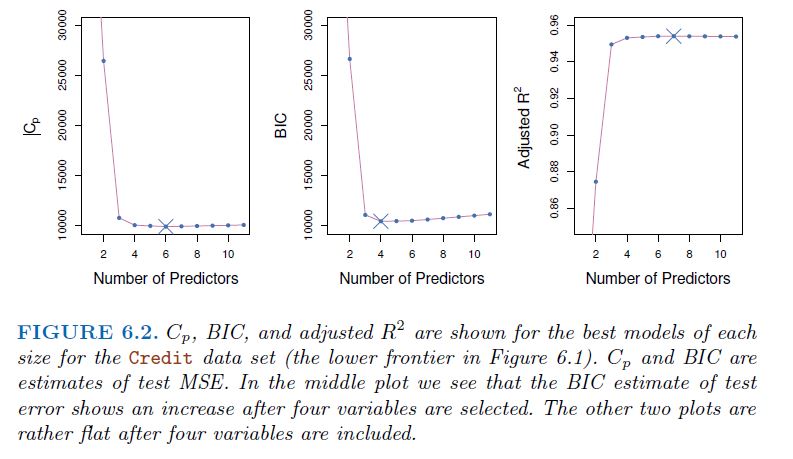 30000
25000
20000
15000
10000
|Cp
2 4 6 8 10
Number of Predictors
30000
25000
20000
15000
10000
BIC
2 4 6 8 10
Number of Predictors
0.96
0.94
0.92
0.90
0.88
0.86
Adjusted R²
2 4 6 8 10
Number of Predictors
FIGURE 6.2. Cp, BIC, and adjusted R² are shown for the best models of each
size for the Credit data set (the lower frontier in Figure 6.1). Cp and BIC are
estimates of test MSE. In the middle plot we see that the BIC estimate of test
error shows an increase after four variables are selected. The other two plots are
rather flat after four variables are included.